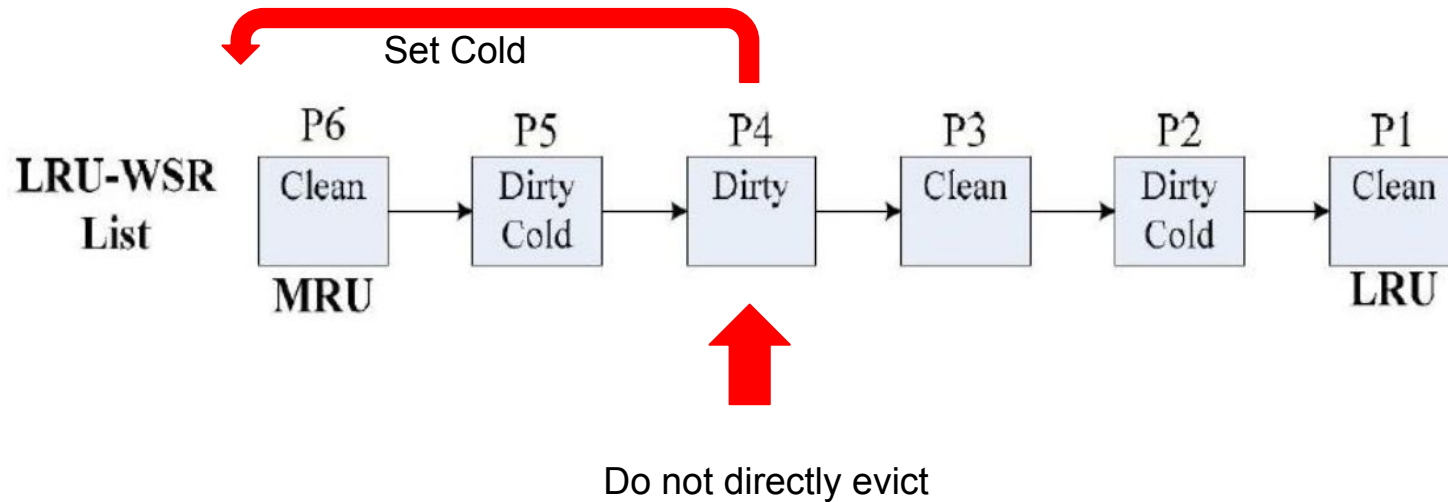 Set Cold
P6 P5 P4 P3 P2 P1
LRU-WSR
List
Clean
Dirty
Cold
Dirty
Clean
Dirty
Cold
Clean
MRU
LRU
Do not directly evict